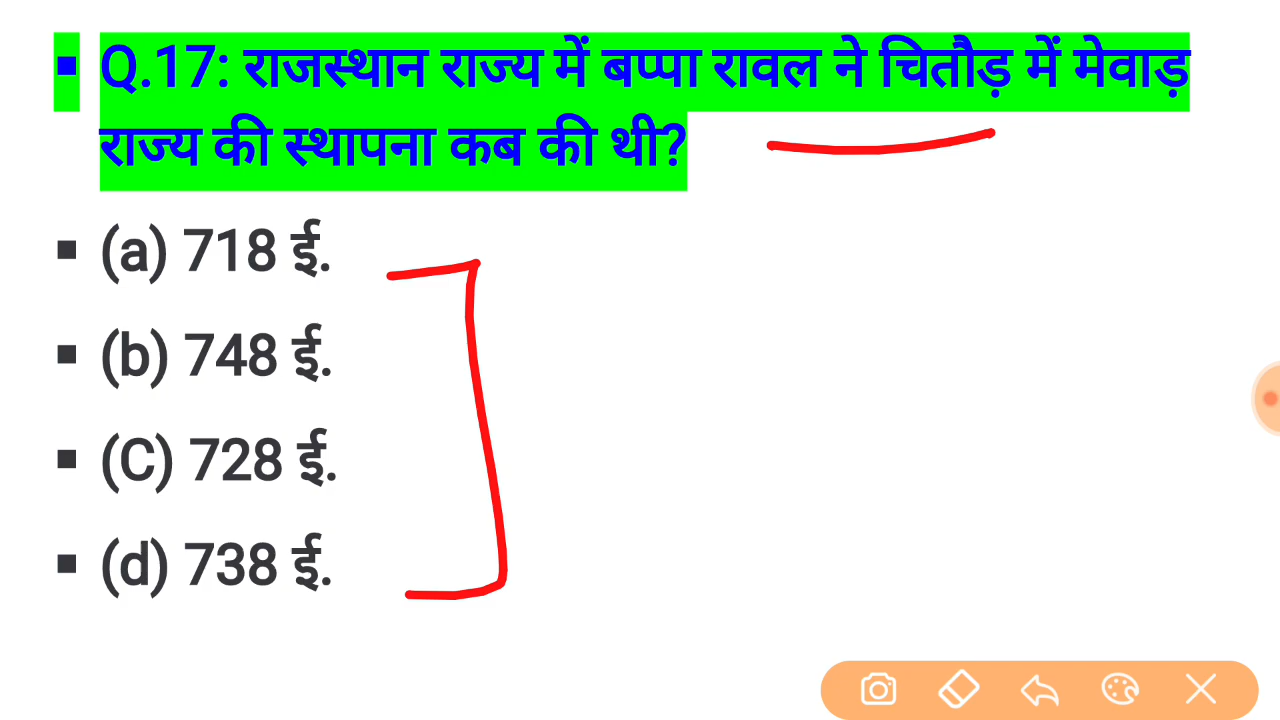 ▪ Q.17: राजस्थान राज्य में बप्पा रावल ने चितौड़ में मेवाड़
राज्य की स्थापना कब की थी?
▪ (a) 718 ई.
▪ (b) 748 ई.
▪ (C) 728 ई.
▪ (d) 738 ई.